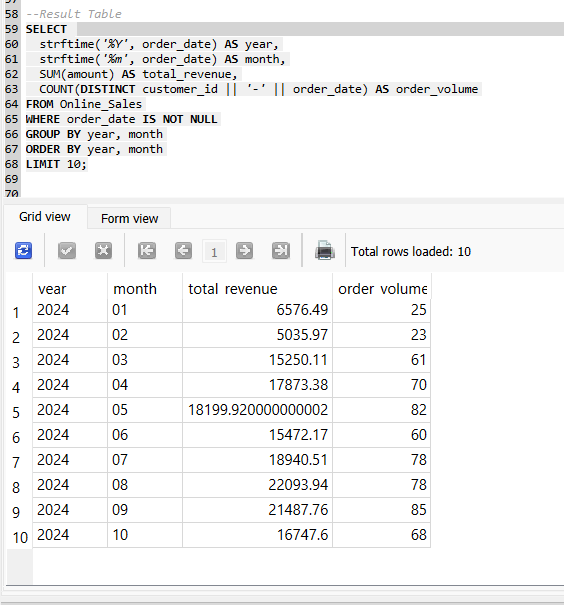 57
58 --Result Table
59 SELECT
60 strftime('%Y', order_date) AS year,
61 strftime('%m', order_date) AS month,
62 SUM(amount) AS total_revenue,
63 COUNT(DISTINCT customer_id || '-' || order_date) AS order_volume
64 FROM Online_Sales
65 WHERE order_date IS NOT NULL
66 GROUP BY year, month
67 ORDER BY year, month
68 LIMIT 10;
69
70
Grid view Form view
1 Total rows loaded: 10
year month total revenue order volume
1 2024 01 6576.49 25
2 2024 02 5035.97 23
3 2024 03 15250.11 61
4 2024 04 17873.38 70
5 2024 05 18199.920000000002 82
6 2024 06 15472.17 60
7 2024 07 18940.51 78
8 2024 08 22093.94 78
9 2024 09 21487.76 85
10 2024 10 16747.6 68